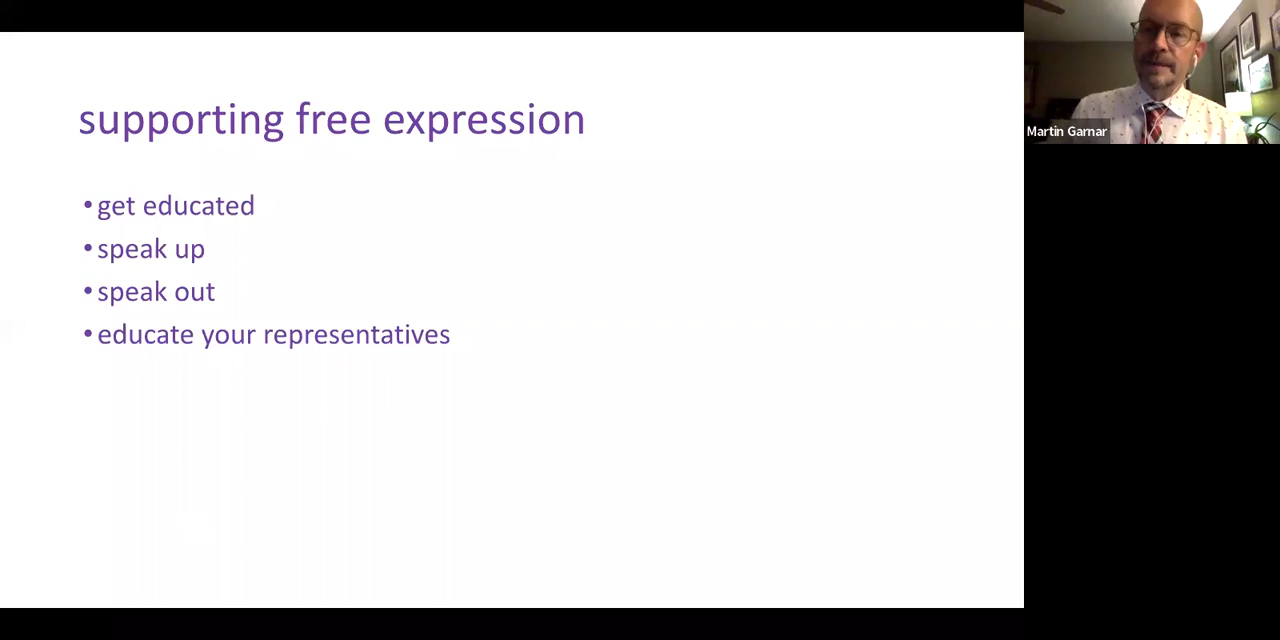 supporting free expression
•get educated
•speak up
•speak out
•educate your representatives
Martin Garnar